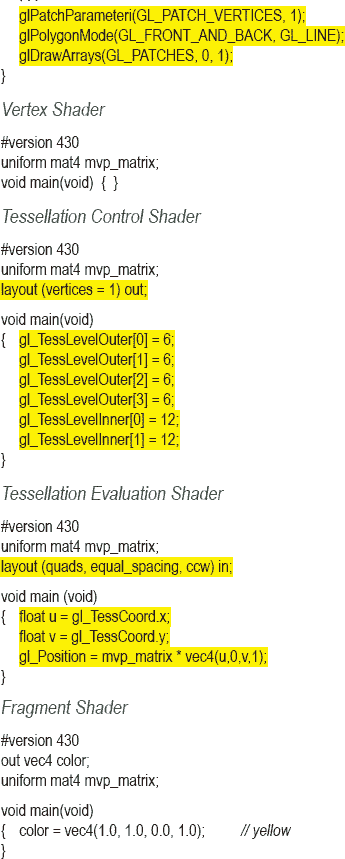 glPatchParameteri(GL_PATCH_VERTICES, 1);
glPolygonMode(GL_FRONT_AND_BACK, GL_LINE);
glDrawArrays(GL_PATCHES, 0, 1);
}
Vertex Shader
#version 430
uniform mat4 mvp_matrix;
void main(void) { }
Tessellation Control Shader
#version 430
uniform mat4 mvp_matrix;
layout (vertices = 1) out;
void main(void)
{ gl_TessLevelOuter[0] = 6;
gl_TessLevelOuter[1] = 6;
gl_TessLevelOuter[2] = 6;
gl_TessLevelOuter[3] = 6;
gl_TessLevelInner[0] = 12;
gl_TessLevelInner[1] = 12;
}
Tessellation Evaluation Shader
#version 430
uniform mat4 mvp_matrix;
layout (quads, equal_spacing, ccw) in;
void main (void)
{ float u = gl_TessCoord.x;
float v = gl_TessCoord.y;
gl_Position = mvp_matrix * vec4(u,0,v,1);
}
Fragment Shader
#version 430
out vec4 color;
uniform mat4 mvp_matrix;
void main(void)
{ color = vec4(1.0, 1.0, 0.0, 1.0); // yellow
}